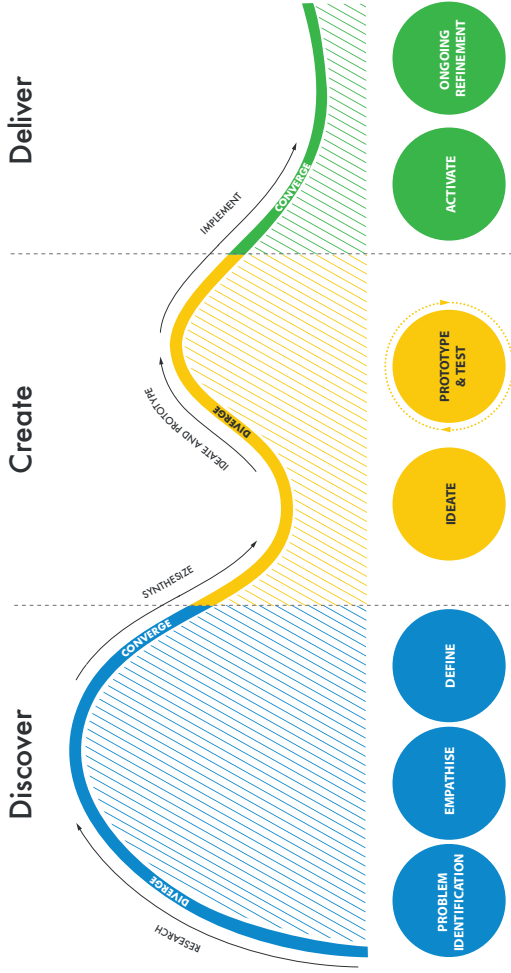 Discover
Create
Deliver
RESEARCH
DIVERGE
CONVERGE
SYNTHESIZE
DIVERGE
IDEATE AND PROTOTYPE
IMPLEMENT
CONVERGE
PROBLEM
IDENTIFICATION
EMPATHISE
DEFINE
IDEATE
PROTOTYPE
& TEST
ACTIVATE
ONGOING
REFINEMENT